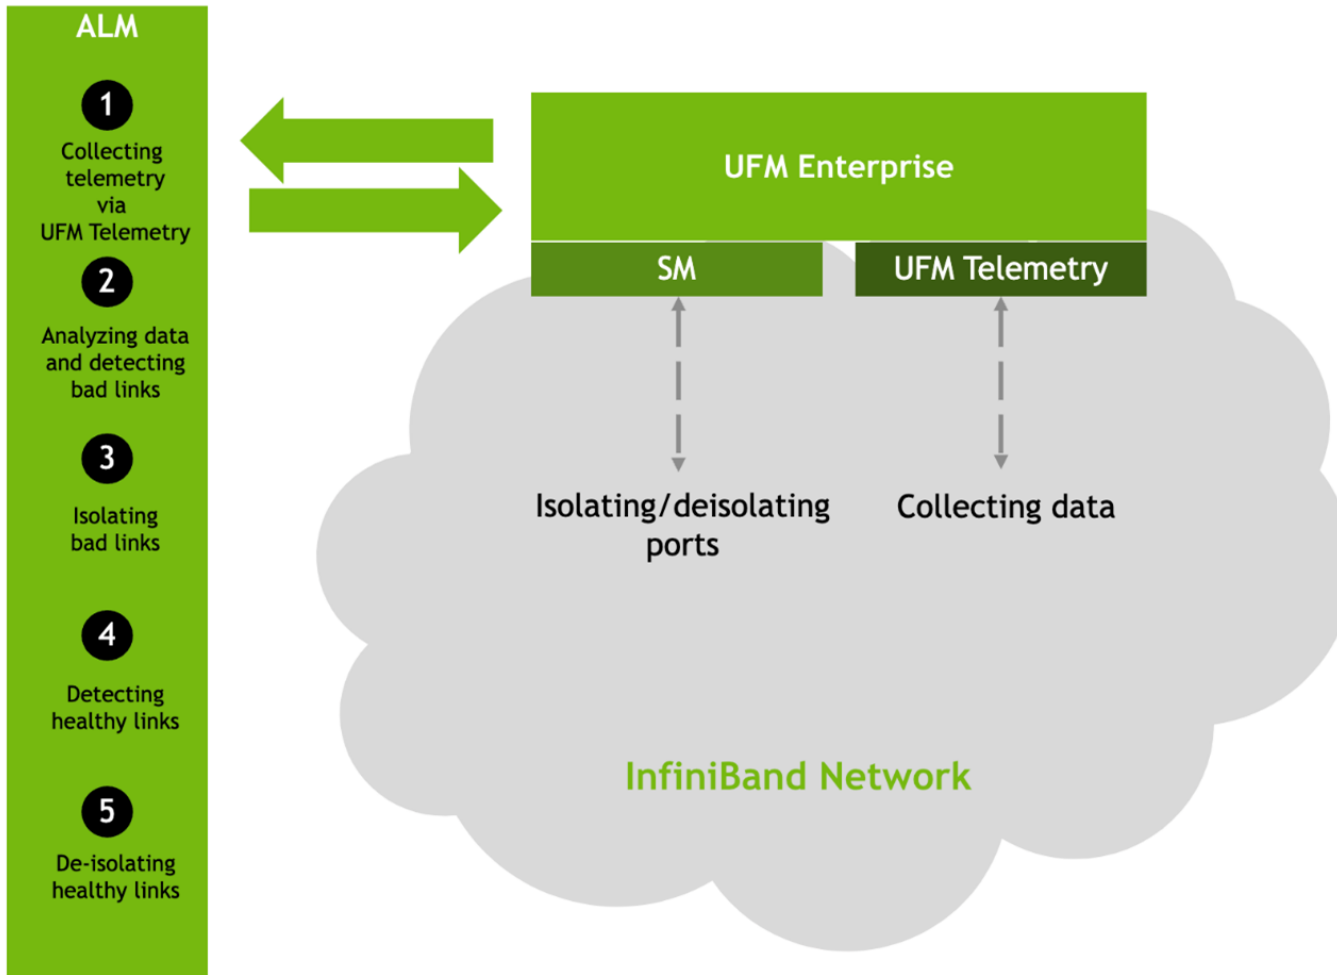 ALM
1
Collecting
telemetry
via
UFM Telemetry
2
Analyzing data
and detecting
bad links
3
Isolating
bad links
4
Detecting
healthy links
5
De-isolating
healthy links
UFM Enterprise
SM
UFM Telemetry
Isolating/deisolating
ports
Collecting data
InfiniBand Network